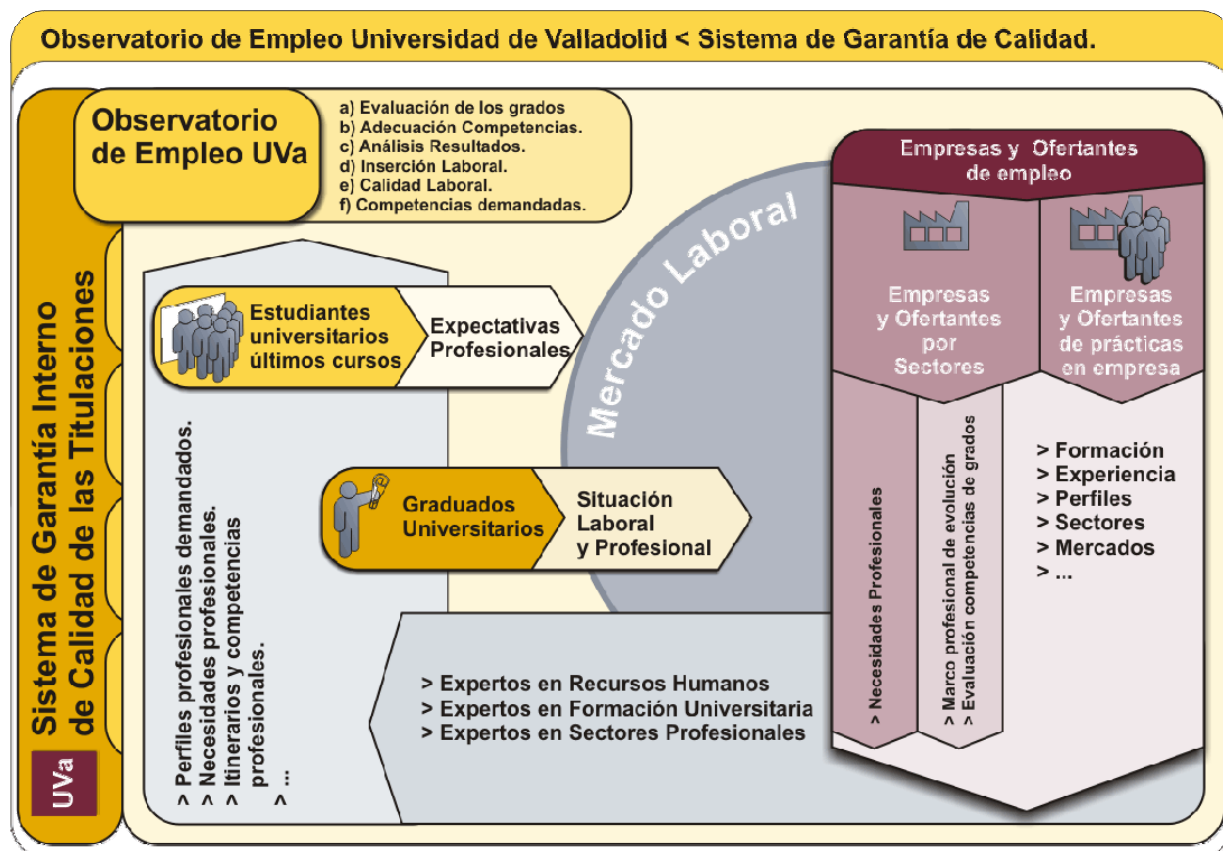 Observatorio de Empleo Universidad de Valladolid < Sistema de Garantía de Calidad.
Sistema de Garantía Interno
de Calidad de las Titulaciones
UVa
Observatorio
de Empleo UVa
a) Evaluación de los grados
b) Adecuación Competencias.
c) Análisis Resultados.
d) Inserción Laboral.
e) Calidad Laboral.
f) Competencias demandadas.
Estudiantes
universitarios
últimos cursos
Expectativas
Profesionales
Mercado Laboral
Graduados
Universitarios
Situación
Laboral
y Profesional
> Perfiles profesionales demandados.
> Necesidades profesionales.
> Itinerarios y competencias
profesionales.
> ...
> Expertos en Recursos Humanos
> Expertos en Formación Universitaria
> Expertos en Sectores Profesionales
Empresas y Ofertantes
de empleo
Empresas
y Ofertantes
por
Sectores
Empresas
y Ofertantes
de prácticas
en empresa
> Necesidades Profesionales
> Marco profesional de evolución
> Evaluación competencias de grados
> Formación
> Experiencia
> Perfiles
> Sectores
> Mercados
> ...